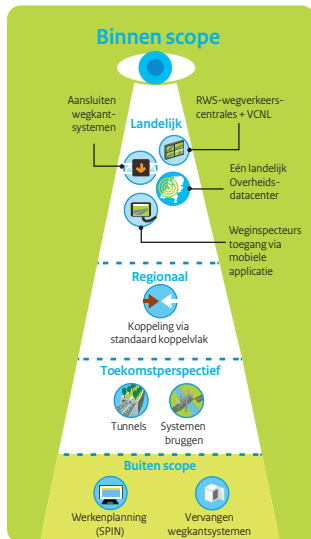 Binnen scope
Aansluiten
wegkant-
systemen
RWS-wegverkeers-
centrales + VCNL
Landelijk
Eén landelijk
Overheids-
datacenter
Weginspecteurs
toegang via
mobiele
applicatie
Regionaal
Koppeling via
standaard koppelvlak
Toekomstperspectief
Tunnels
Systemen
bruggen
Buiten scope
Werkenplanning
(SPIN)
Vervangen
wegkantsystemen